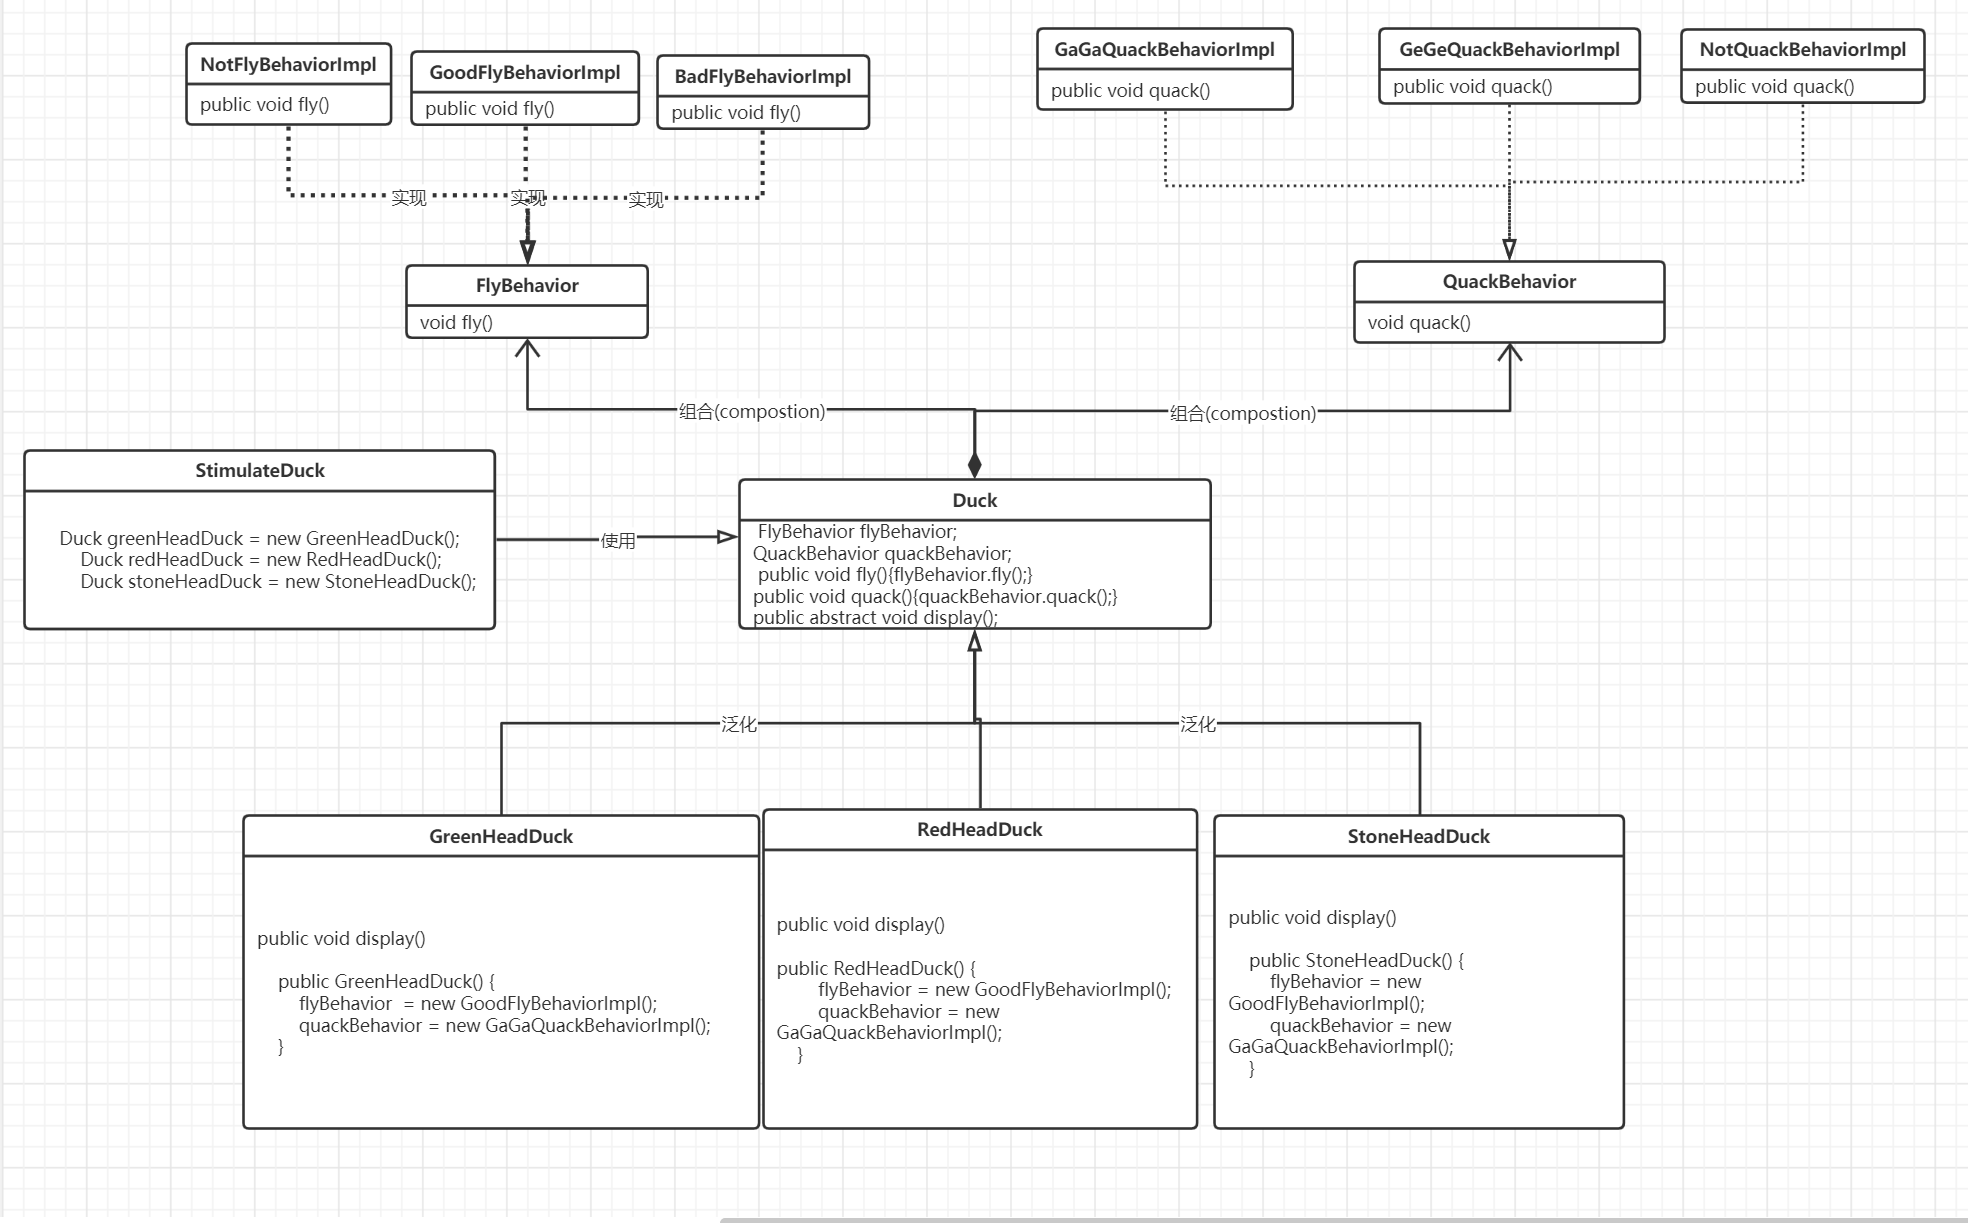 NotFlyBehaviorImpl
public void fly()
GoodFlyBehaviorImpl
public void fly()
BadFlyBehaviorImpl
public void fly()
GaGaQuackBehaviorImpl
public void quack()
GeGeQuackBehaviorImpl
public void quack()
NotQuackBehaviorImpl
public void quack()
实现
实现
实现
FlyBehavior
void fly()
QuackBehavior
void quack()
组合(compostion)
组合(compostion)
StimulateDuck
Duck greenHeadDuck = new GreenHeadDuck();
Duck redHeadDuck = new RedHeadDuck();
Duck stoneHeadDuck = new StoneHeadDuck();
使用
Duck
FlyBehavior flyBehavior;
QuackBehavior quackBehavior;
public void fly(){flyBehavior.fly();}
public void quack(){quackBehavior.quack();}
public abstract void display();
泛化
泛化
GreenHeadDuck
public void display()
public GreenHeadDuck() {
flyBehavior  = new GoodFlyBehaviorImpl();
quackBehavior = new GaGaQuackBehaviorImpl();
}
RedHeadDuck
public void display()
public RedHeadDuck() {
flyBehavior = new GoodFlyBehaviorImpl();
quackBehavior = new
GaGaQuackBehaviorImpl();
}
StoneHeadDuck
public void display()
public StoneHeadDuck() {
flyBehavior = new
GoodFlyBehaviorImpl();
quackBehavior = new
GaGaQuackBehaviorImpl();
}